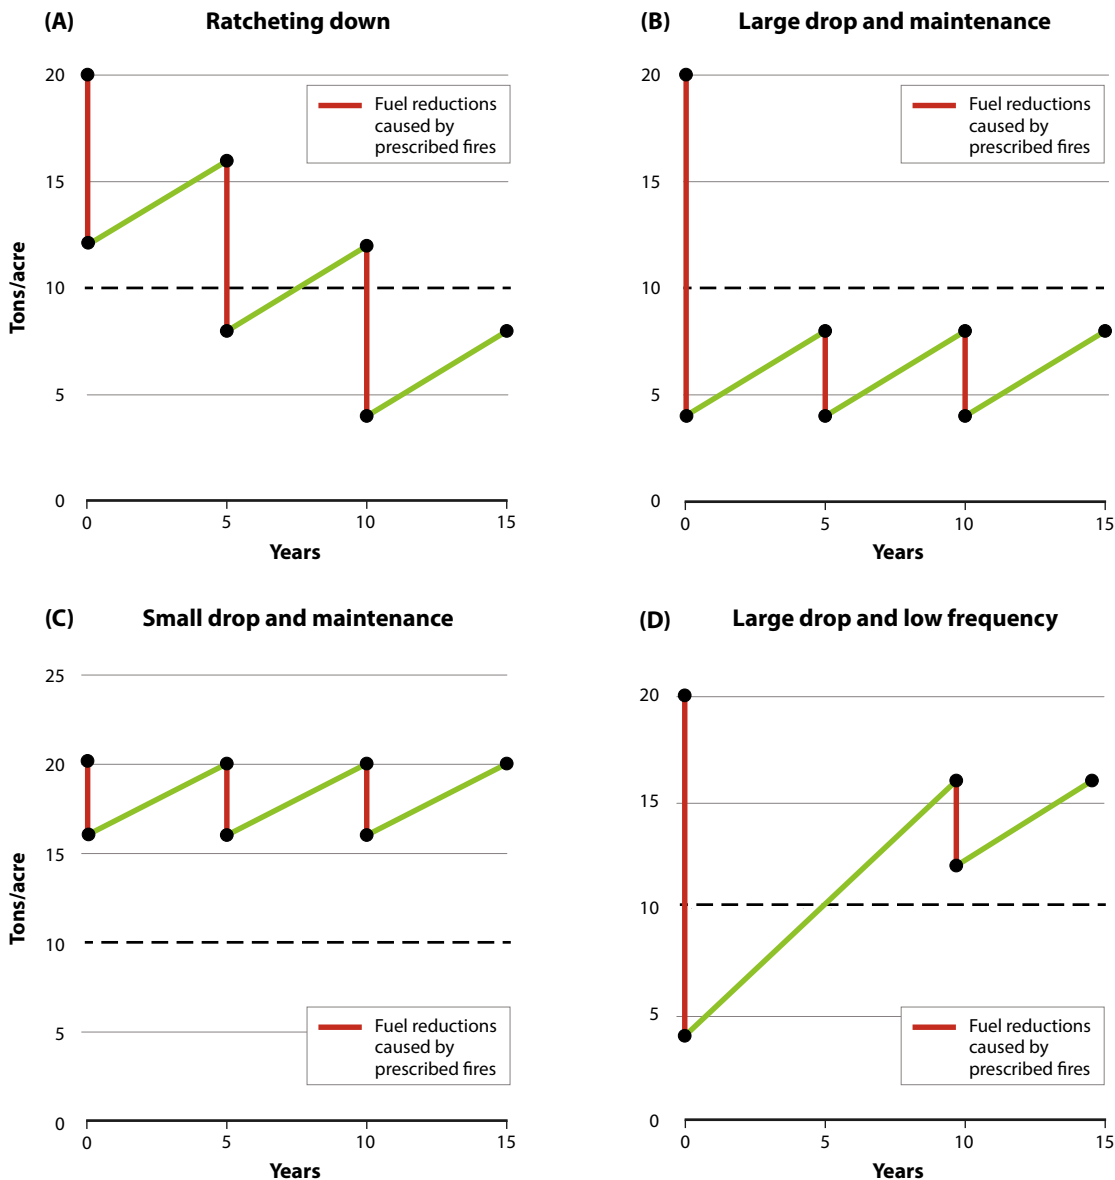 (A) Ratcheting down
20
15
10
5
0
Tons/acre
Fuel reductions
caused by
prescribed fires
0 5 10 15
Years
(B) Large drop and maintenance
20
15
10
5
0
Fuel reductions
caused by
prescribed fires
0 5 10 15
Years
(C) Small drop and maintenance
25
20
15
10
5
0
Tons/acre
Fuel reductions
caused by
prescribed fires
0 5 10 15
Years
(D) Large drop and low frequency
20
15
10
5
0
Fuel reductions
caused by
prescribed fires
0 5 10 15
Years